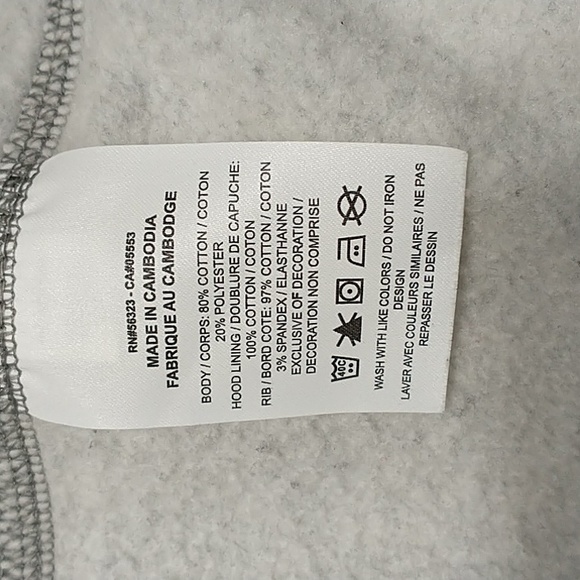 RN#56323 - CA#05553
MADE IN CAMBODIA
FABRIQUE AU CAMBODGE
BODY / CORPS: 80% COTTON / COTON
20% POLYESTER
HOOD LINING / DOUBLURE DE CAPUCHE:
100% COTTON / COTON
RIB / BORD COTE: 97% COTTON / COTON
3% SPANDEX / ELASTHANNE
EXCLUSIVE OF DECORATION /
DECORATION NON COMPRISE
40C
WASH WITH LIKE COLORS / DO NOT IRON
DESIGN
LAVER AVEC COULEURS SIMILAIRES / NE PAS
REPASSER LE DESSIN